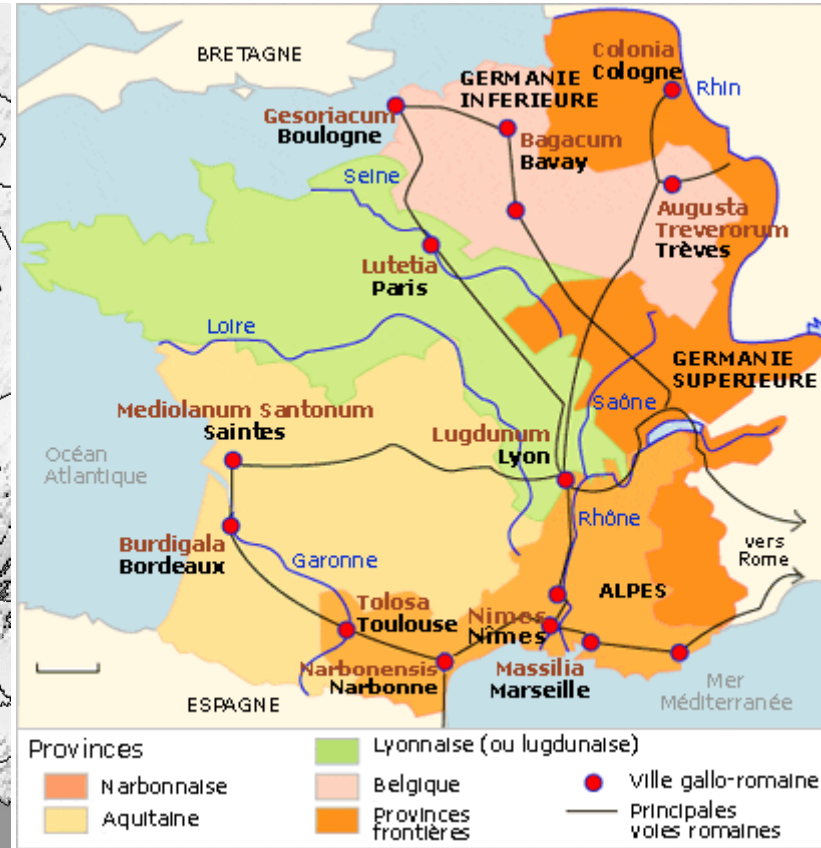 BRETAGNE
Colonia
Cologne
Rhin
GERMANIE
INFERIEURE
Gesoriacum
Boulogne
Bagacum
Bavay
Seine
Augusta
Treverorum
Trèves
Lutetia
Paris
Loire
GERMANIE
SUPERIEURE
Mediolanum Santonum
Saintes
Saône
Lugdunum
Lyon
Océan
Atlantique
Rhône
Burdigala
Bordeaux
Garonne
vers
Rome
ALPES
Tolosa
Toulouse
Nimes
Nîmes
Narbonensis
Narbonne
Massilia
Marseille
Mer
Méditerranée
ESPAGNE
Provinces
Narbonnaise
Aquitaine
Lyonnaise (ou lugdunaise)
Belgique
Provinces
frontières
Ville gallo-romaine
Principales
voies romaines